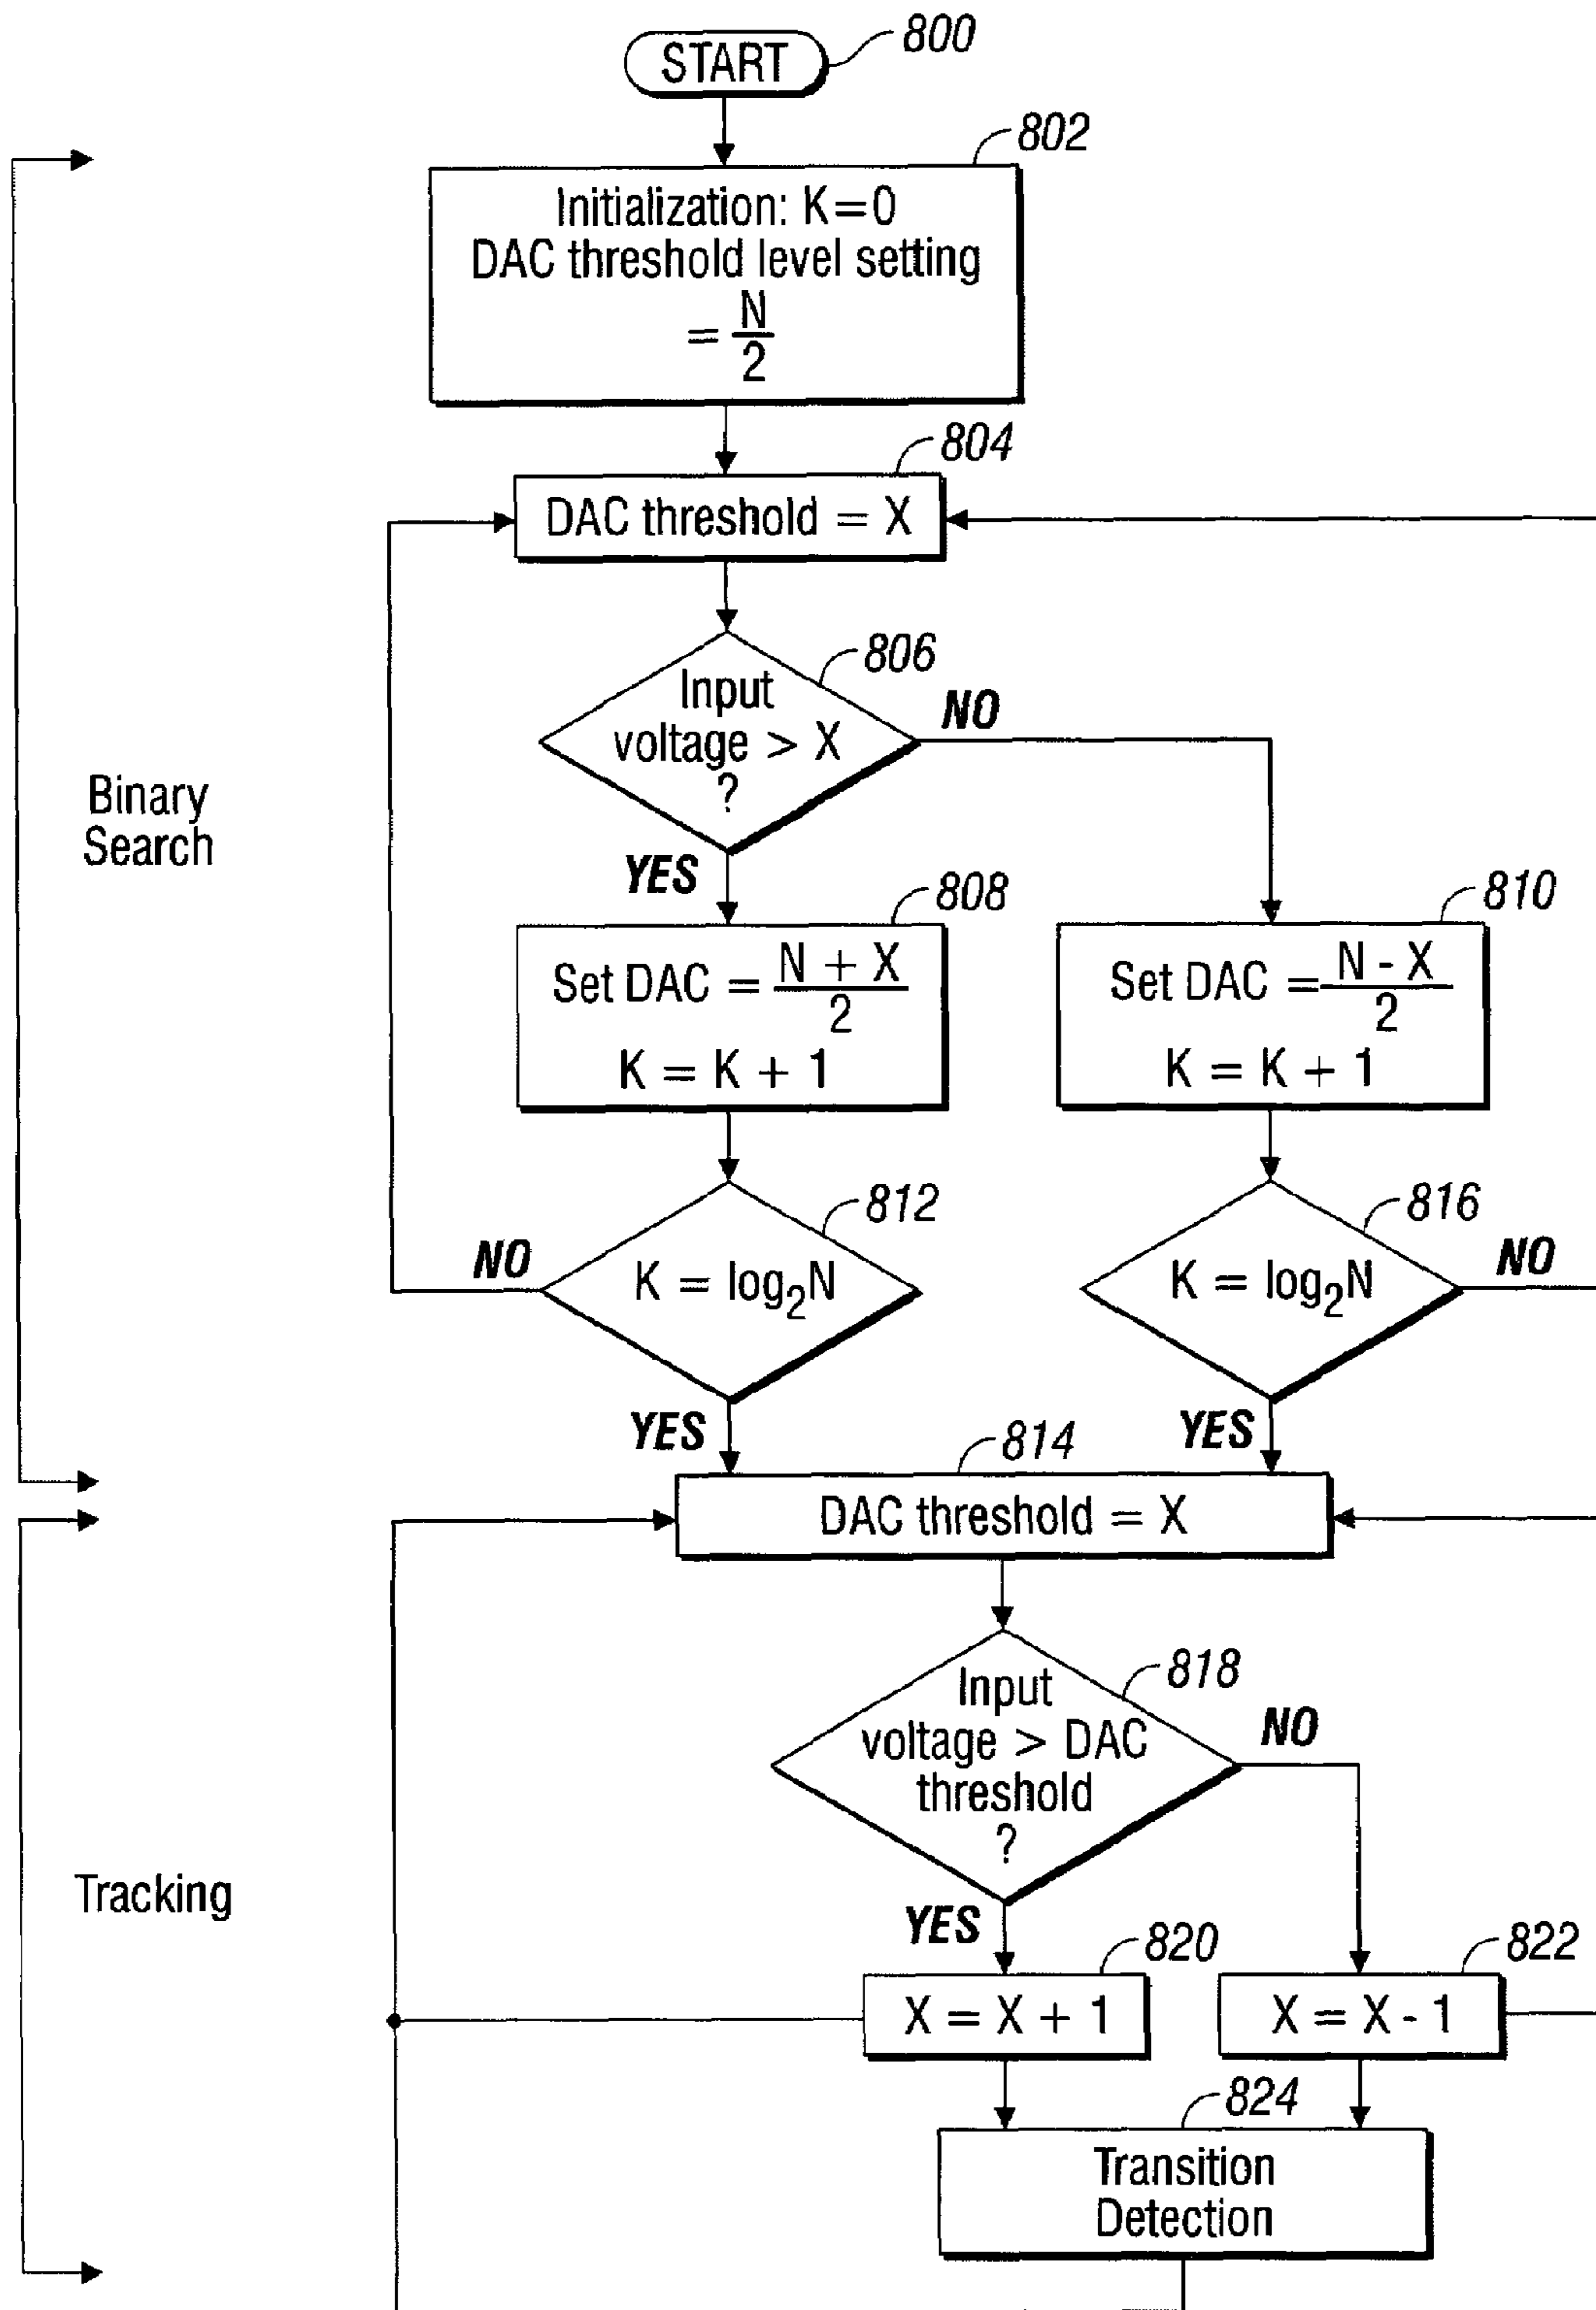 START
800
802
Initialization: K=0
DAC threshold level setting
= N/2
804
DAC threshold = X
806
Input
voltage > X
?
NO
YES
Binary
Search
808
Set DAC = N + X/2
K = K + 1
810
Set DAC = N - X/2
K = K + 1
812
K = log₂N
NO
YES
816
K = log₂N
NO
YES
814
DAC threshold = X
818
Input
voltage > DAC
threshold
?
NO
YES
Tracking
820
X = X + 1
822
X = X - 1
824
Transition
Detection